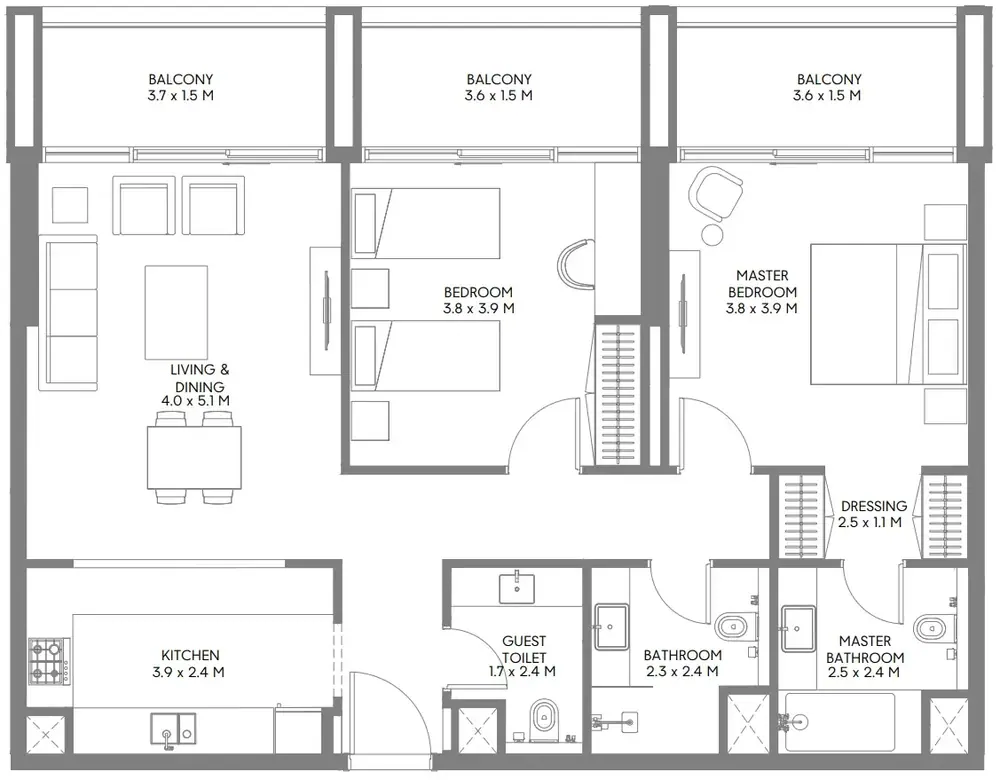 BALCONY
3.7 x 1.5 M
BALCONY
3.6 x 1.5 M
BALCONY
3.6 x 1.5 M
BEDROOM
3.8 x 3.9 M
MASTER
BEDROOM
3.8 x 3.9 M
LIVING &
DINING
4.0 x 5.1 M
DRESSING
2.5 x 1.1 M
KITCHEN
3.9 x 2.4 M
GUEST
TOILET
1.7 x 2.4 M
BATHROOM
2.3 x 2.4 M
MASTER
BATHROOM
2.5 x 2.4 M